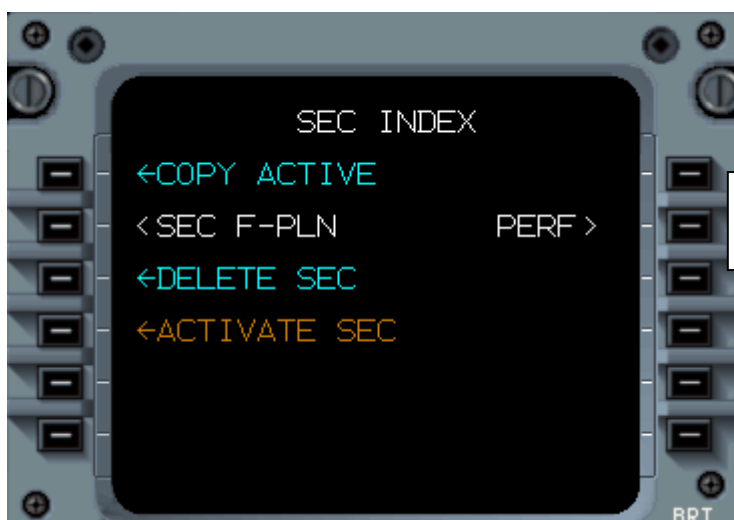 SEC INDEX
←COPY ACTIVE
<SEC F-PLN PERF>
←DELETE SEC
←ACTIVATE SEC
BRT